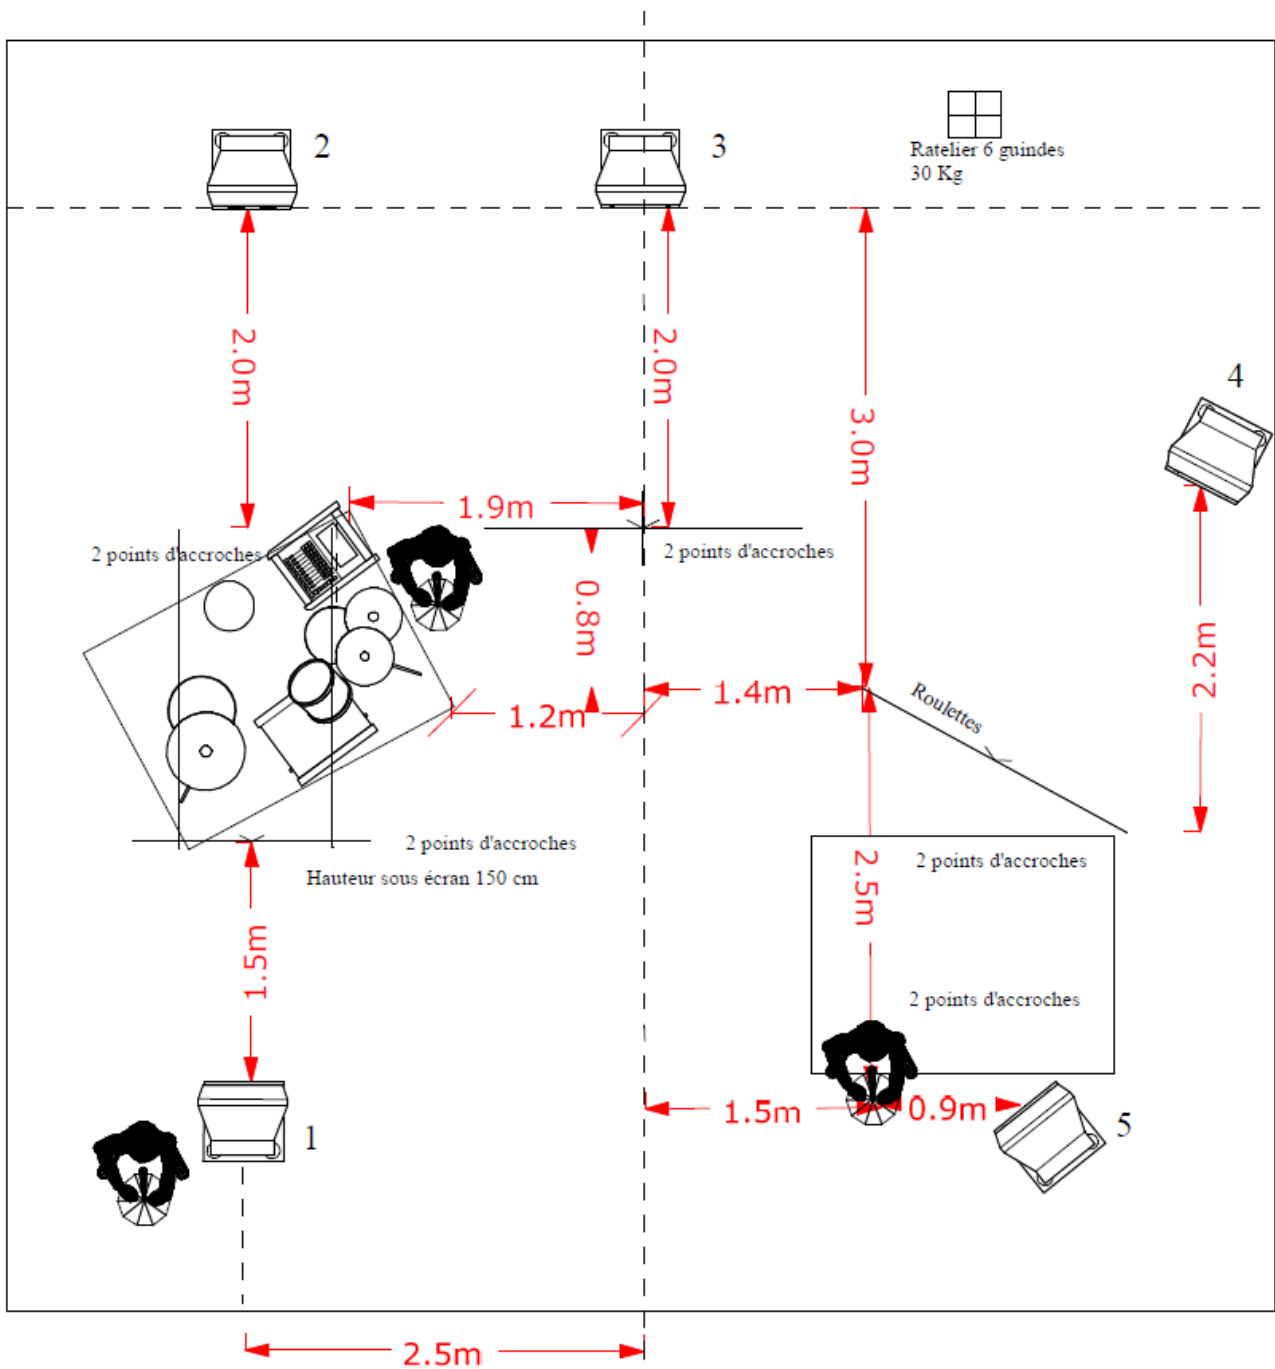 2
3
Ratelier 6 guindes
30 Kg
2.0m
2.0m
3.0m
4
1.9m
2 points d'accroches
2 points d'accroches
0.8m
2.2m
1.2m
1.4m
Roulettes
2 points d'accroches
Hauteur sous écran 150 cm
2.5m
2 points d'accroches
1.5m
2 points d'accroches
1.5m
0.9m
1
5
2.5m